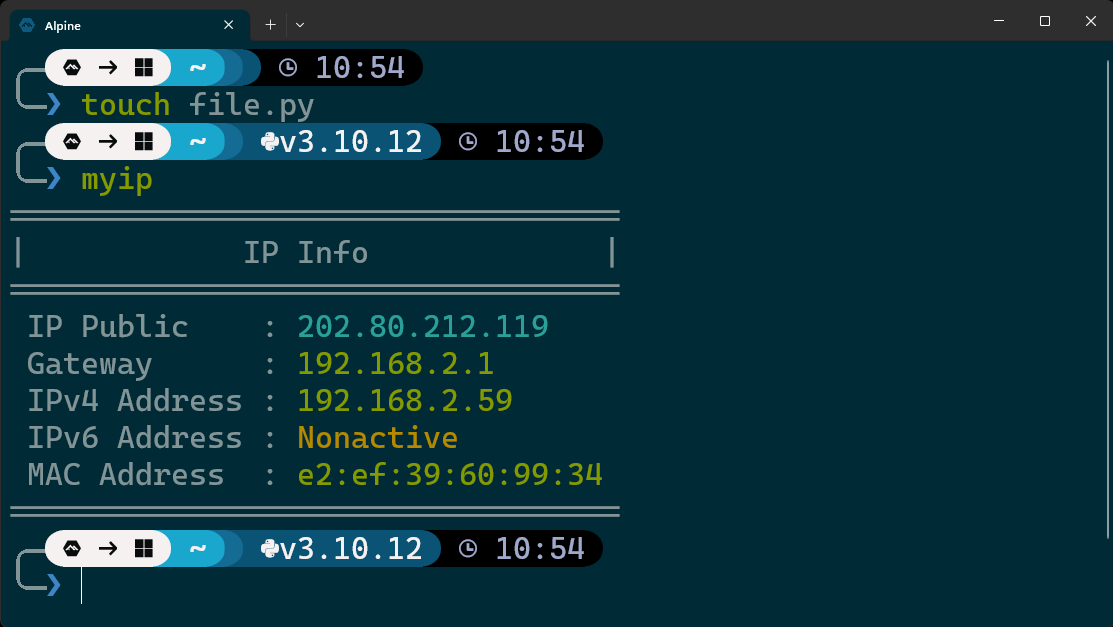 Alpine
~ 10:54
❯ touch file.py
~ v3.10.12 10:54
❯ myip
| IP Info |
IP Public : 202.80.212.119
Gateway : 192.168.2.1
IPv4 Address : 192.168.2.59
IPv6 Address : Nonactive
MAC Address : e2:ef:39:60:99:34
~ v3.10.12 10:54
❯